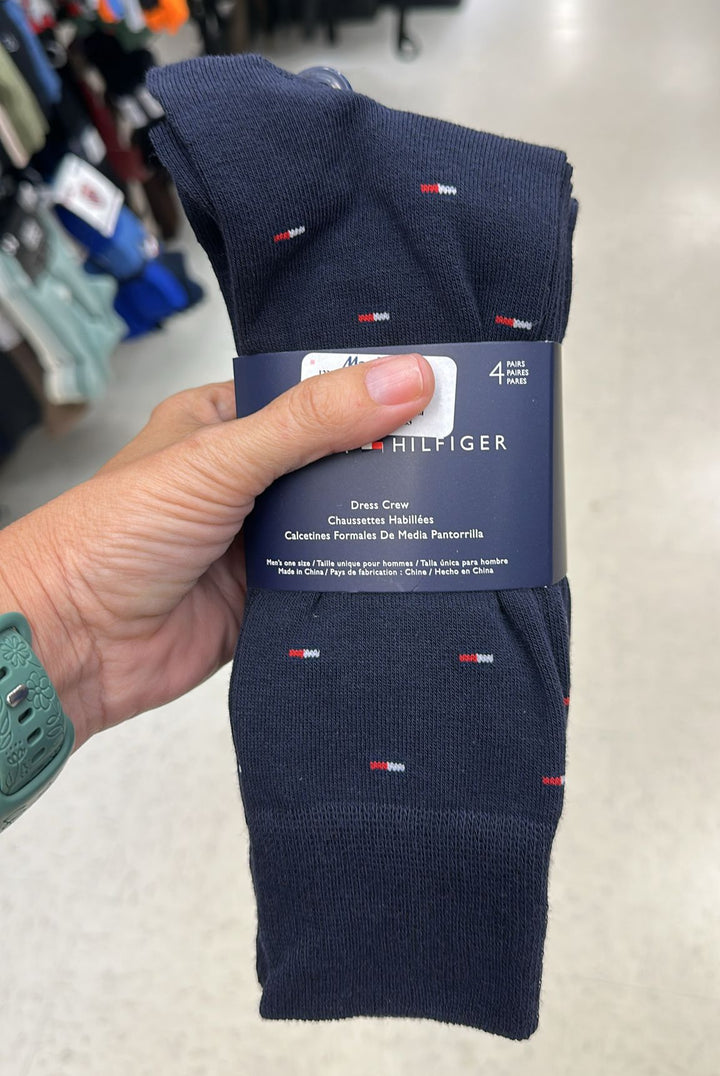 4 PAIRS
PAIRES
PARES
HILFIGER
Dress Crew
Chaussettes Habillées
Calcetines Formales De Media Pantorrilla
Men's one size / Taille unique pour hommes / Talla única para hombre
Made in China / Pays de fabrication : Chine / Hecho en China